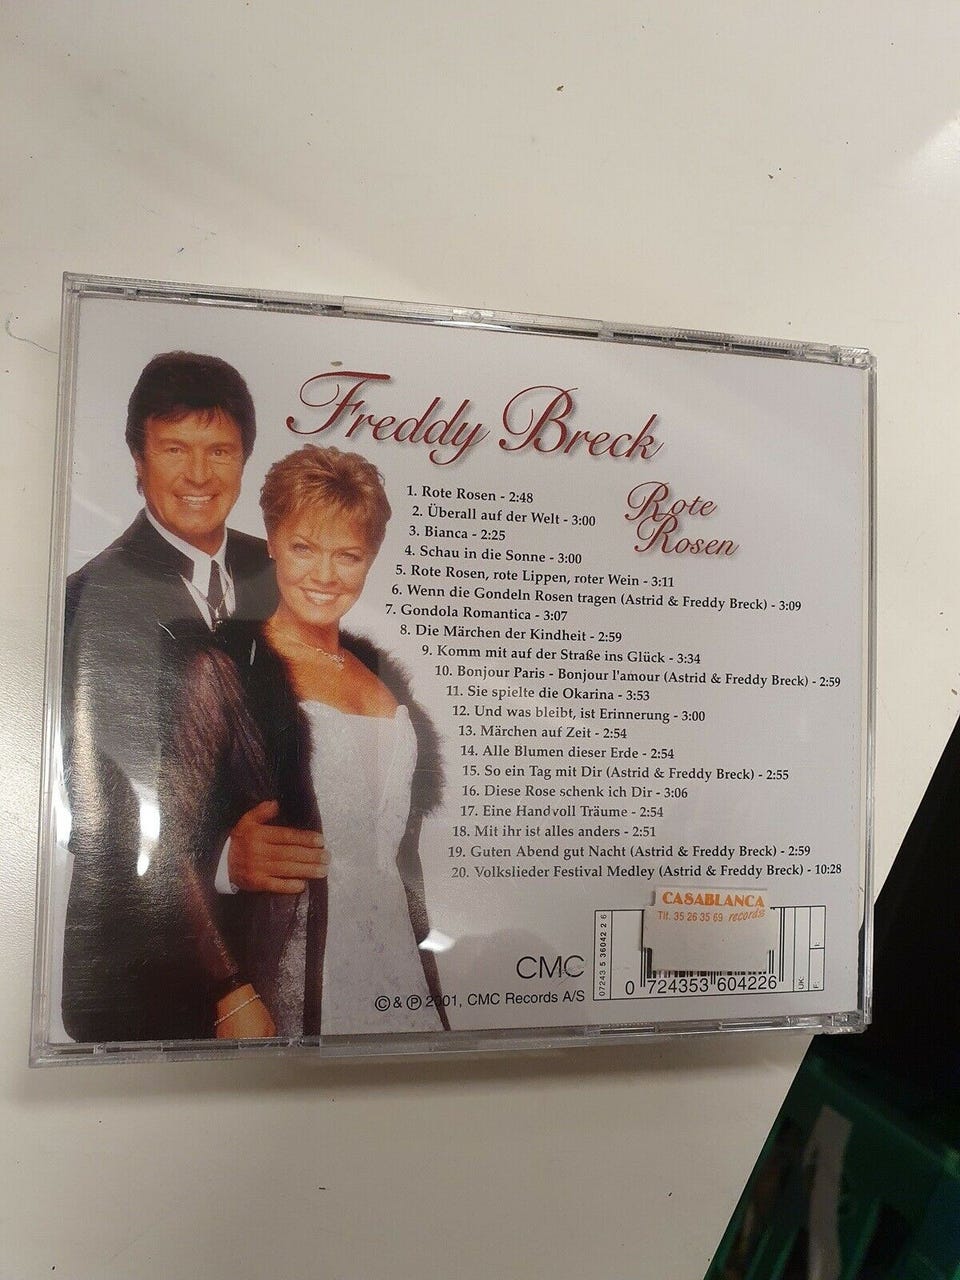 Freddy Breck
Rote
Rosen
1. Rote Rosen - 2:48
2. Überall auf der Welt - 3:00
3. Bianca - 2:25
4. Schau in die Sonne - 3:00
5. Rote Rosen, rote Lippen, roter Wein - 3:11
6. Wenn die Gondeln Rosen tragen (Astrid & Freddy Breck) - 3:09
7. Gondola Romantica - 3:07
8. Die Märchen der Kindheit - 2:59
9. Komm mit auf der Straße ins Glück - 3:34
10. Bonjour Paris - Bonjour l'amour (Astrid & Freddy Breck) - 2:59
11. Sie spielte die Okarina - 3:53
12. Und was bleibt, ist Erinnerung - 3:00
13. Märchen auf Zeit - 2:54
14. Alle Blumen dieser Erde - 2:54
15. So ein Tag mit Dir (Astrid & Freddy Breck) - 2:55
16. Diese Rose schenk ich Dir - 3:06
17. Eine Handvoll Träume - 2:54
18. Mit ihr ist alles anders - 2:51
19. Guten Abend gut Nacht (Astrid & Freddy Breck) - 2:59
20. Volkslieder Festival Medley (Astrid & Freddy Breck) - 10:28
CASABLANCA
Tlf. 35 26 35 69 records
CMC
© & ℗ 2001, CMC Records A/S
07243 5 36042 2 6
0 724353 604226
UK:
F: